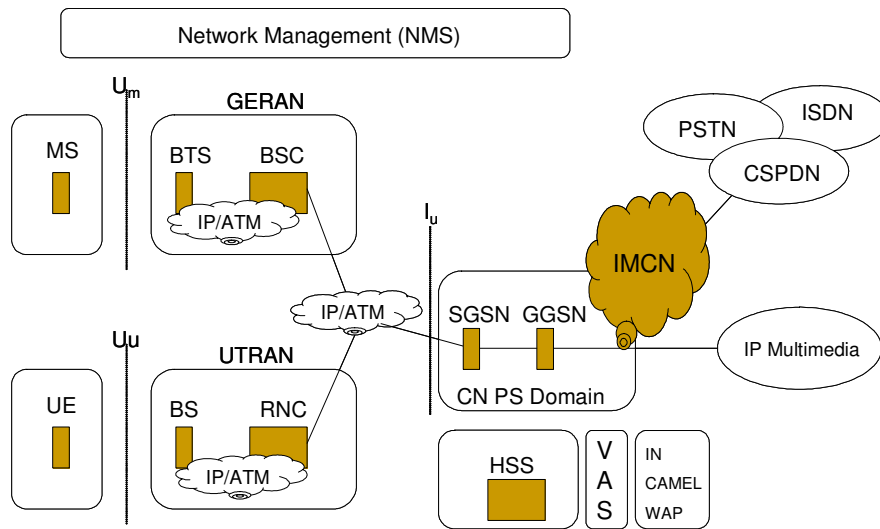 Network Management (NMS)
Um
GERAN
MS
BTS
BSC
IP/ATM
PSTN
ISDN
CSPDN
Iu
IMCN
IP/ATM
SGSN
GGSN
CN PS Domain
IP Multimedia
Uu
UTRAN
UE
BS
RNC
IP/ATM
HSS
V
A
S
IN
CAMEL
WAP